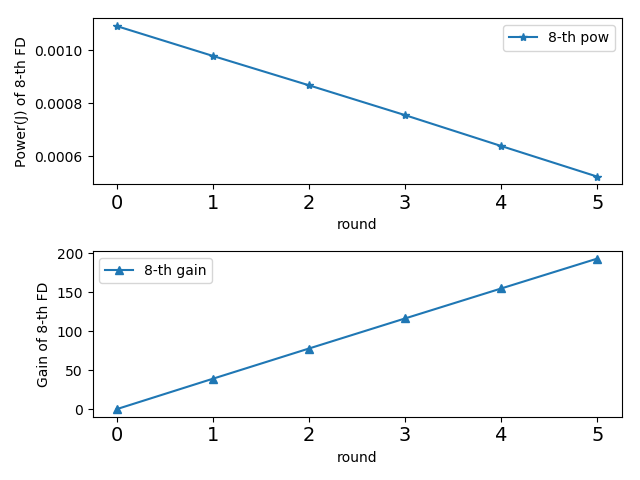 Power(J) of 8-th FD
0.0010
0.0008
0.0006
8-th pow
0 1 2 3 4 5
round
Gain of 8-th FD
200
150
100
50
0
8-th gain
0 1 2 3 4 5
round